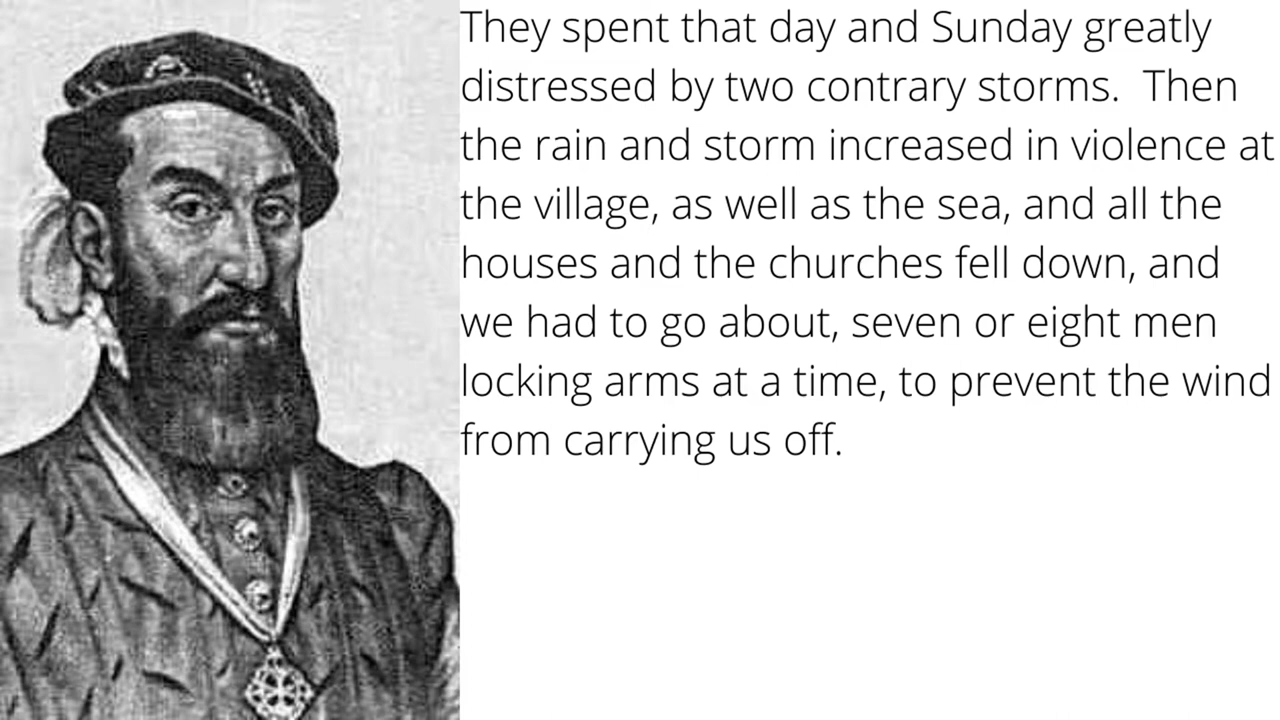 They spent that day and Sunday greatly
distressed by two contrary storms.  Then
the rain and storm increased in violence at
the village, as well as the sea, and all the
houses and the churches fell down, and
we had to go about, seven or eight men
locking arms at a time, to prevent the wind
from carrying us off.